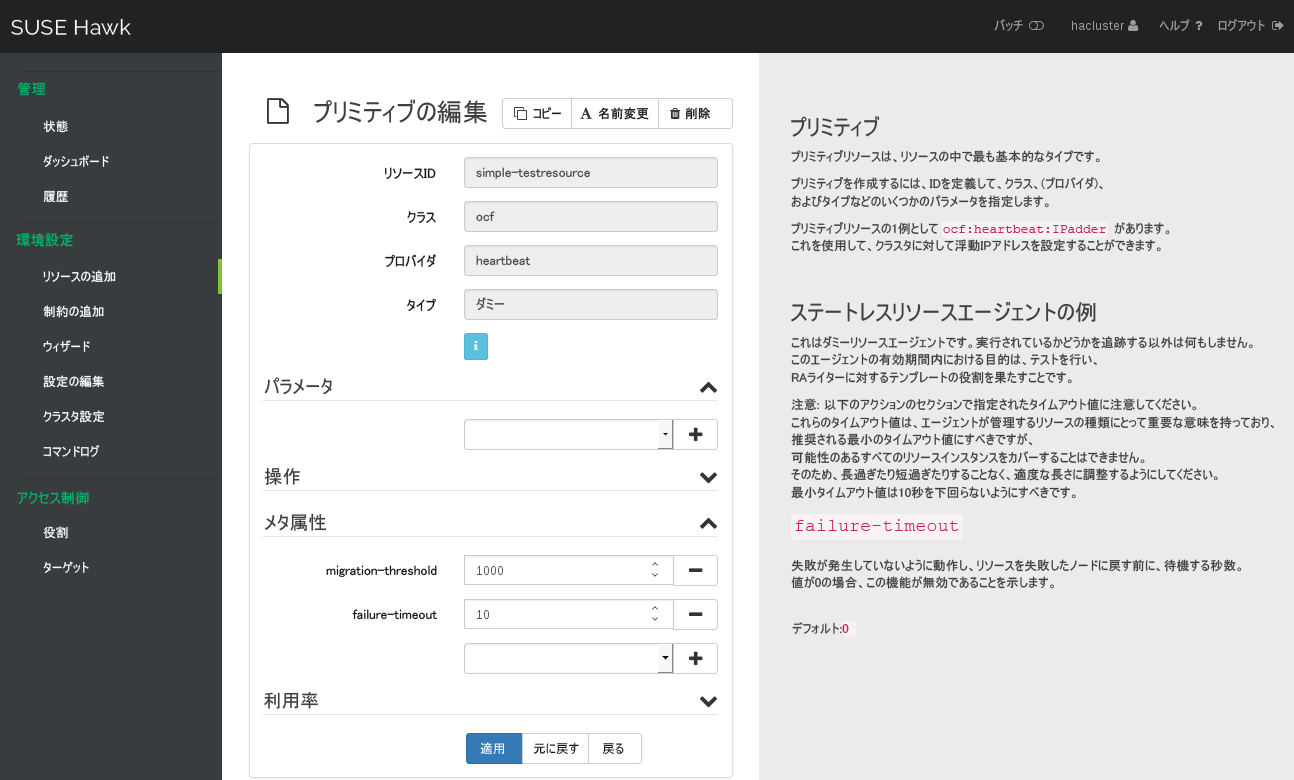 SUSE Hawk
バッチ
hacluster
ヘルプ ?
ログアウト
管理
状態
ダッシュボード
履歴
環境設定
リソースの追加
制約の追加
ウィザード
設定の編集
クラスタ設定
コマンドログ
アクセス制御
役割
ターゲット
プリミティブの編集
コピー
A 名前変更
削除
リソースID
simple-testresource
クラス
ocf
プロバイダ
heartbeat
タイプ
ダミー
i
パラメータ
操作
メタ属性
migration-threshold
1000
failure-timeout
10
利用率
適用
元に戻す
戻る
プリミティブ
プリミティブリソースは、リソースの中で最も基本的なタイプです。
プリミティブを作成するには、IDを定義して、クラス、(プロバイダ)、
およびタイプなどのいくつかのパラメータを指定します。
プリミティブリソースの1例として ocf:heartbeat:IPadder があります。
これを使用して、クラスタに対して浮動IPアドレスを設定することができます。
ステートレスリソースエージェントの例
これはダミーリソースエージェントです。実行されているかどうかを追跡する以外は何もしません。
このエージェントの有効期間内における目的は、テストを行い、
RAライターに対するテンプレートの役割を果たすことです。
注意: 以下のアクションのセクションで指定されたタイムアウト値に注意してください。
これらのタイムアウト値は、エージェントが管理するリソースの種類にとって重要な意味を持っており、
推奨される最小のタイムアウト値にすべきですが、
可能性のあるすべてのリソースインスタンスをカバーすることはできません。
そのため、長過ぎたり短過ぎたりすることなく、適度な長さに調整するようにしてください。
最小タイムアウト値は10秒を下回らないようにすべきです。
failure-timeout
失敗が発生していないように動作し、リソースを失敗したノードに戻す前に、待機する秒数。
値が0の場合、この機能が無効であることを示します。
デフォルト:0